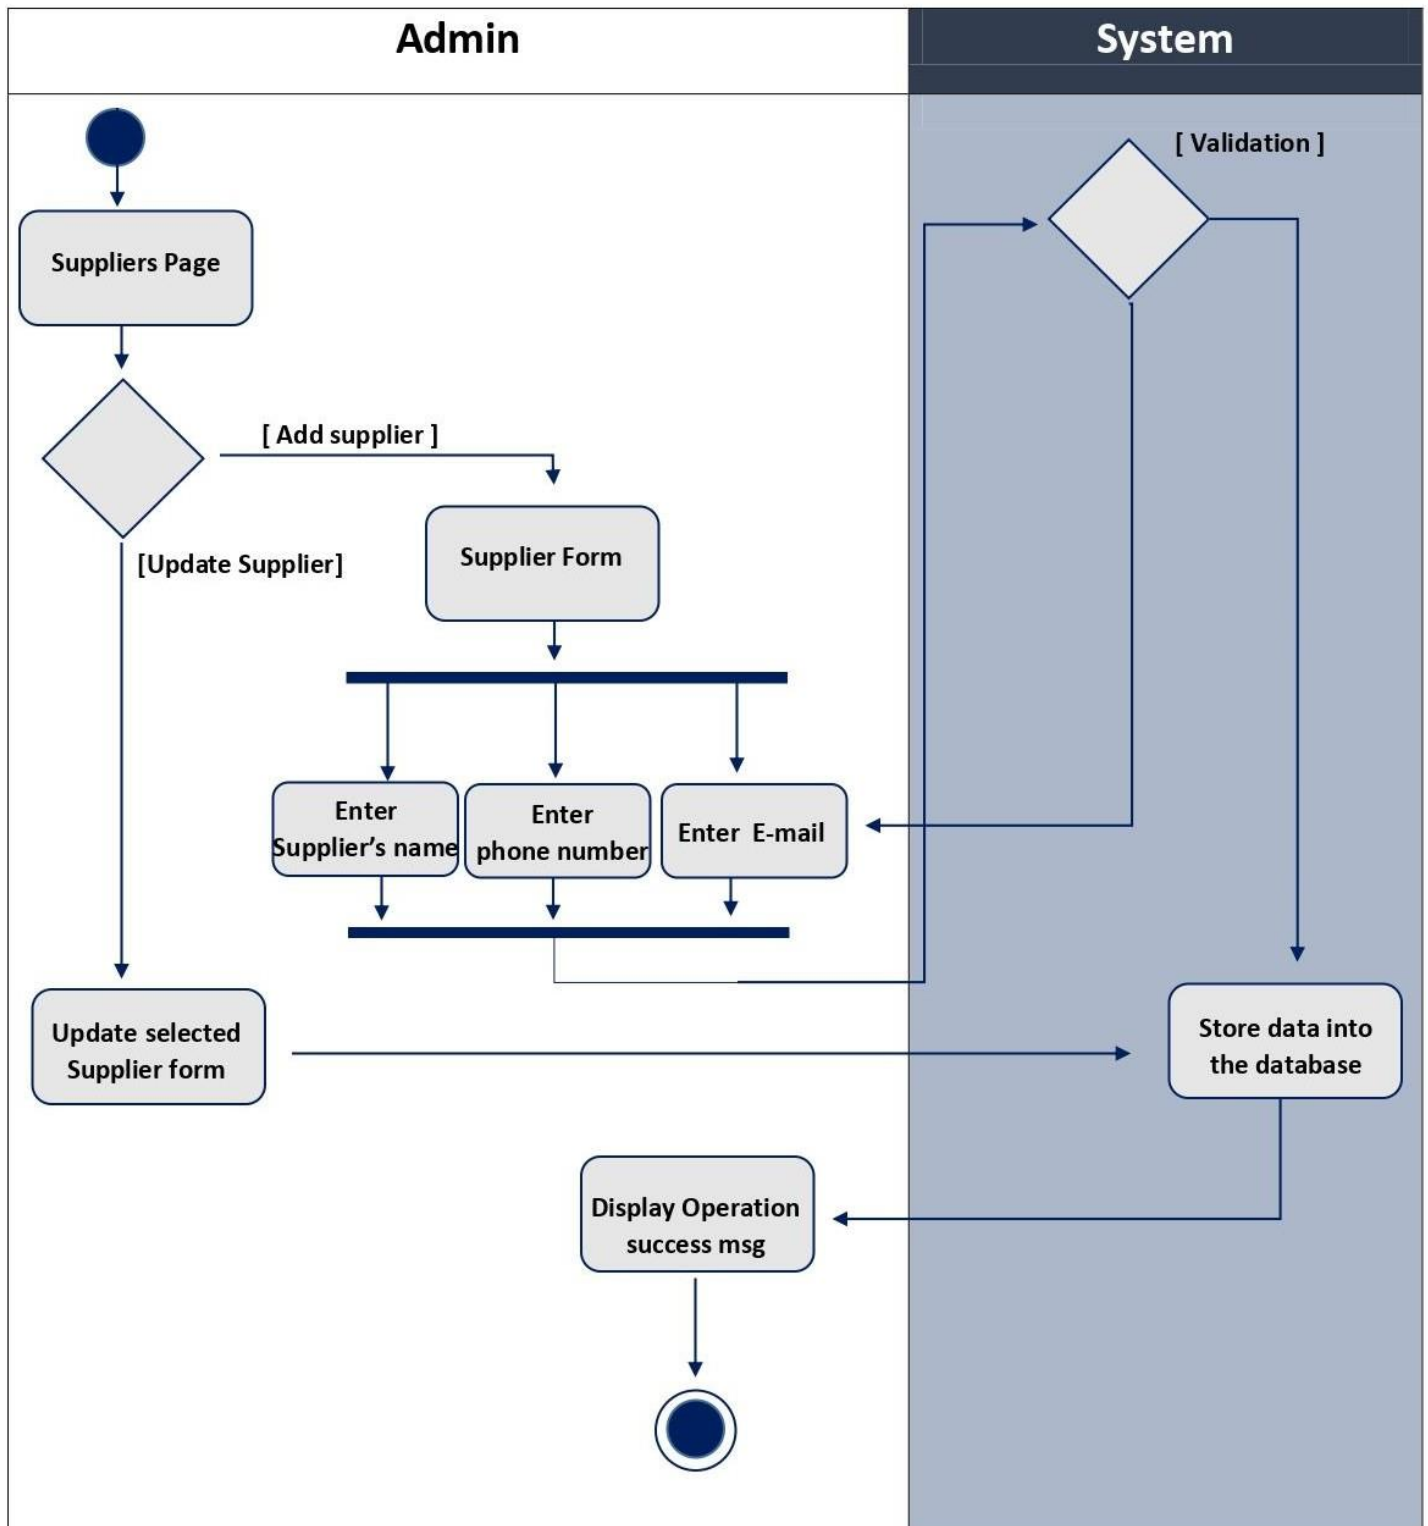 Admin
System
[ Validation ]
Suppliers Page
[ Add supplier ]
[Update Supplier]
Supplier Form
Enter
Supplier’s name
Enter
phone number
Enter  E-mail
Update selected
Supplier form
Store data into
the database
Display Operation
success msg